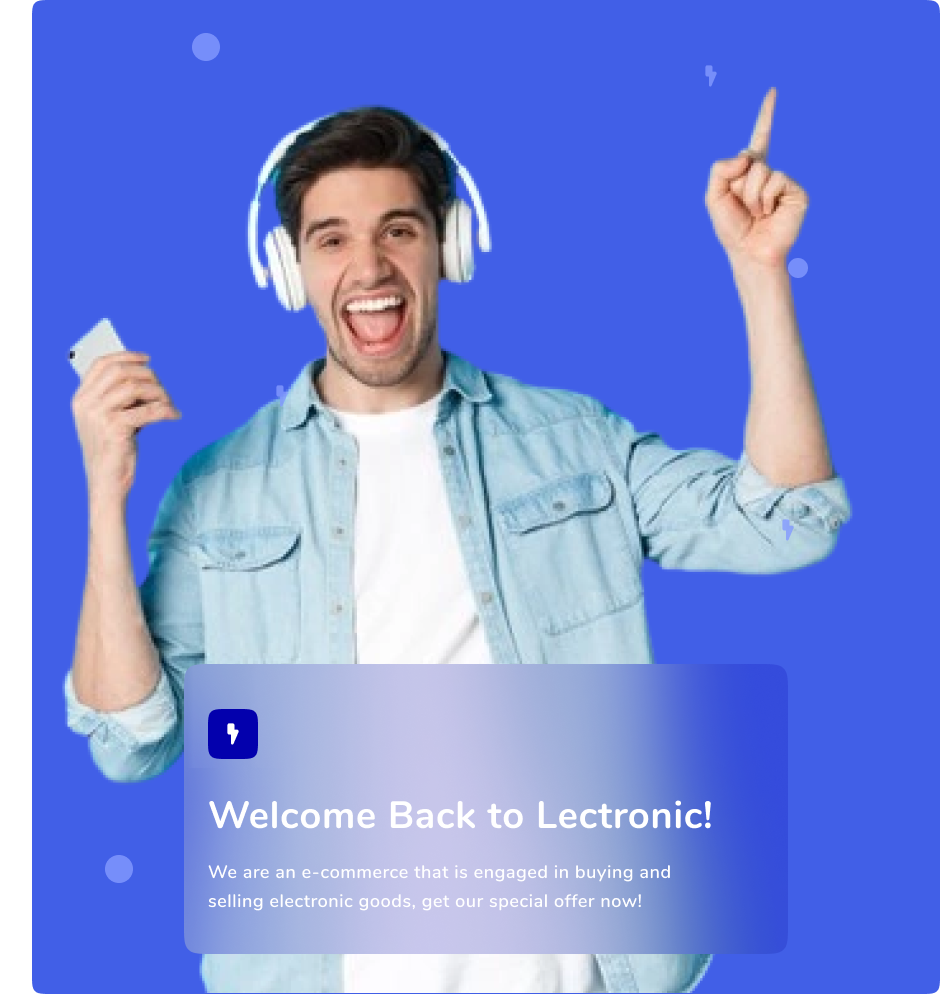 Welcome Back to Lectronic!
We are an e-commerce that is engaged in buying and
selling electronic goods, get our special offer now!